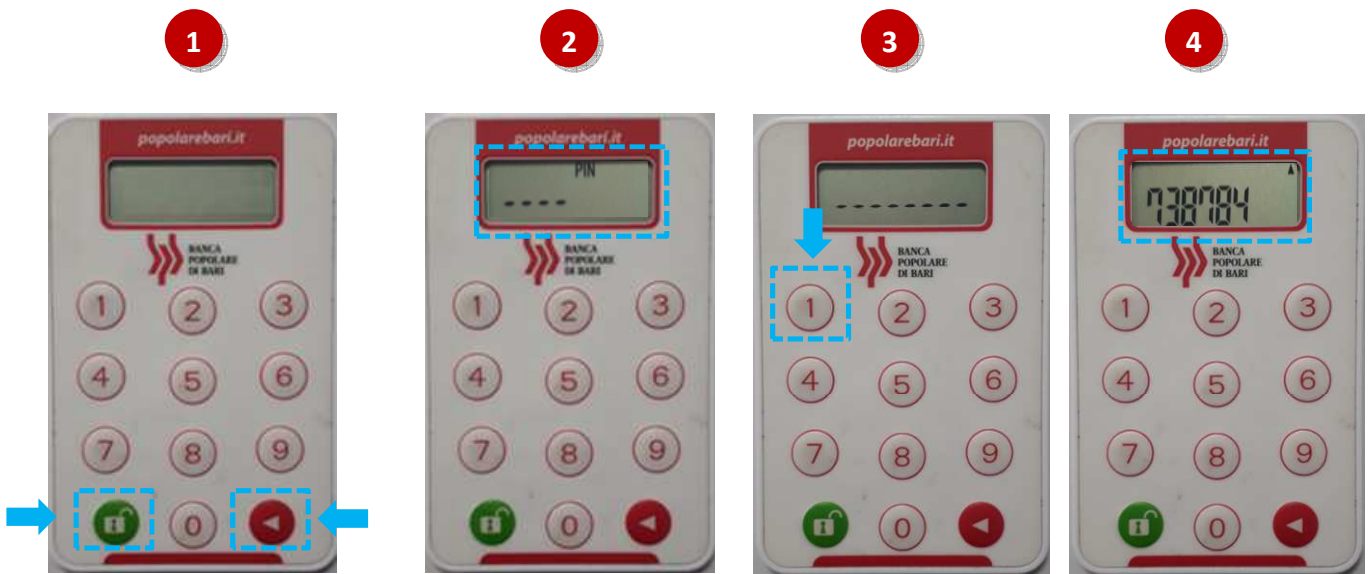 1
2
3
4
popolarebari.it
BANCA
POPOLARE
DI BARI
1 2 3
4 5 6
7 8 9
0
popolarebari.it
PIN
- - - -
BANCA
POPOLARE
DI BARI
1 2 3
4 5 6
7 8 9
0
popolarebari.it
- - - - - - - -
BANCA
POPOLARE
DI BARI
1 2 3
4 5 6
7 8 9
0
popolarebari.it
738784
BANCA
POPOLARE
DI BARI
1 2 3
4 5 6
7 8 9
0